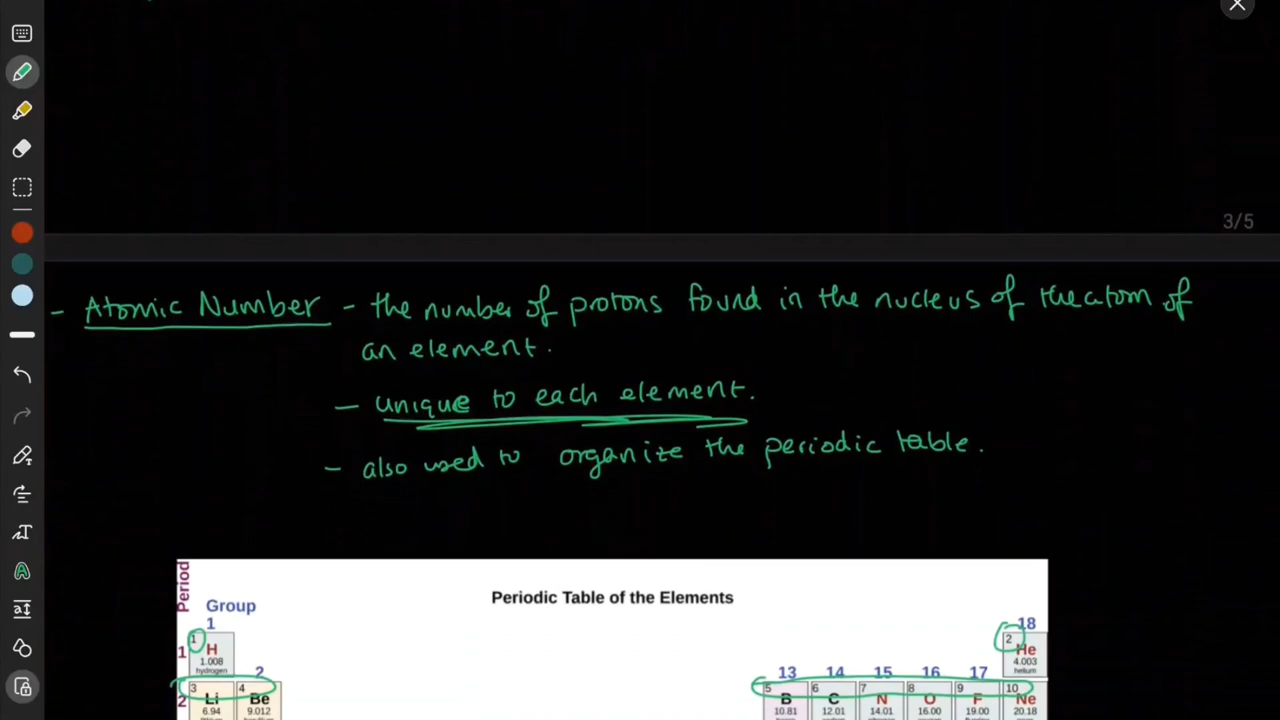 3/5
- Atomic Number - the number of protons found in the nucleus of the atom of
an element.
- unique to each element.
- also used to organize the periodic table.
Periodic Table of the Elements
Period
Group
1 18
1 1 H 1.008 hydrogen 2 He 4.003 helium
2 13 14 15 16 17
2 3 Li 6.94 4 Be 9.012 5 B 10.81 6 C 12.01 7 N 14.01 8 O 16.00 9 F 19.00 10 Ne 20.18